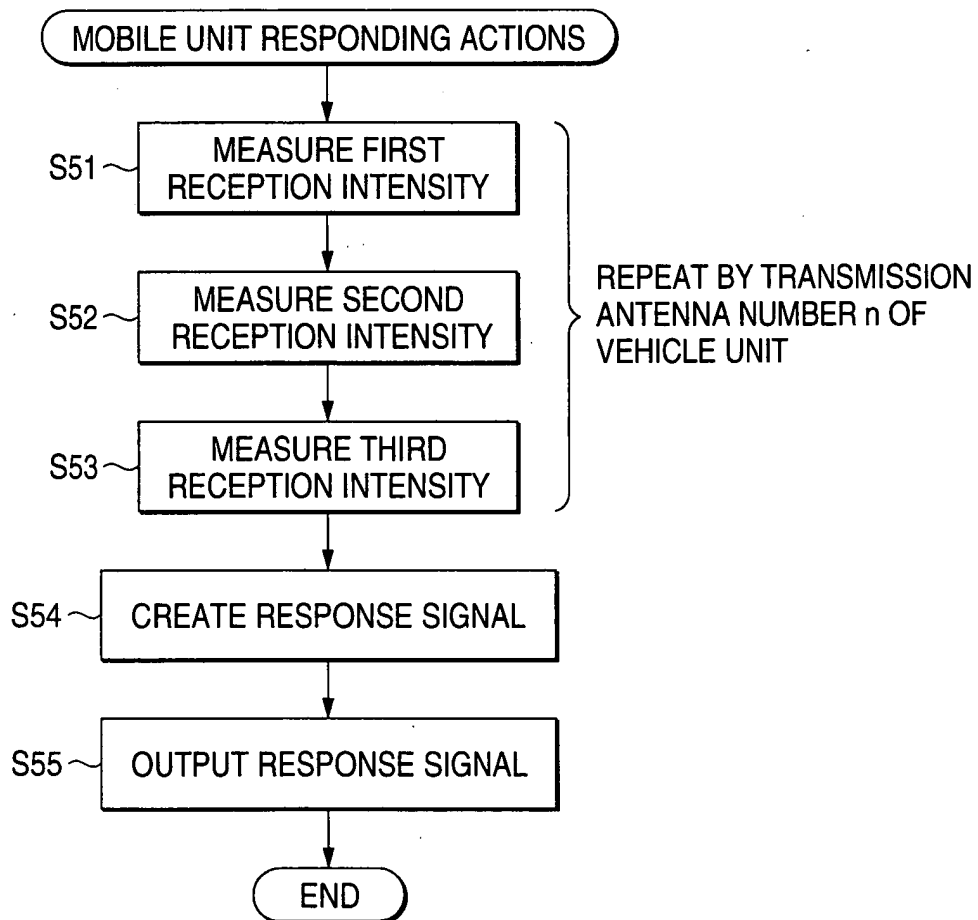 MOBILE UNIT RESPONDING ACTIONS
S51
MEASURE FIRST
RECEPTION INTENSITY
S52
MEASURE SECOND
RECEPTION INTENSITY
S53
MEASURE THIRD
RECEPTION INTENSITY
REPEAT BY TRANSMISSION
ANTENNA NUMBER n OF
VEHICLE UNIT
S54
CREATE RESPONSE SIGNAL
S55
OUTPUT RESPONSE SIGNAL
END